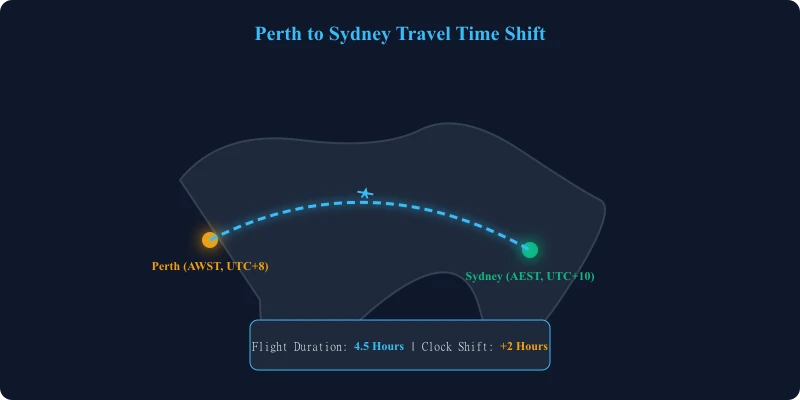 Perth to Sydney Travel Time Shift
Perth (AWST, UTC+8)
Sydney (AEST, UTC+10)
Flight Duration: 4.5 Hours | Clock Shift: +2 Hours